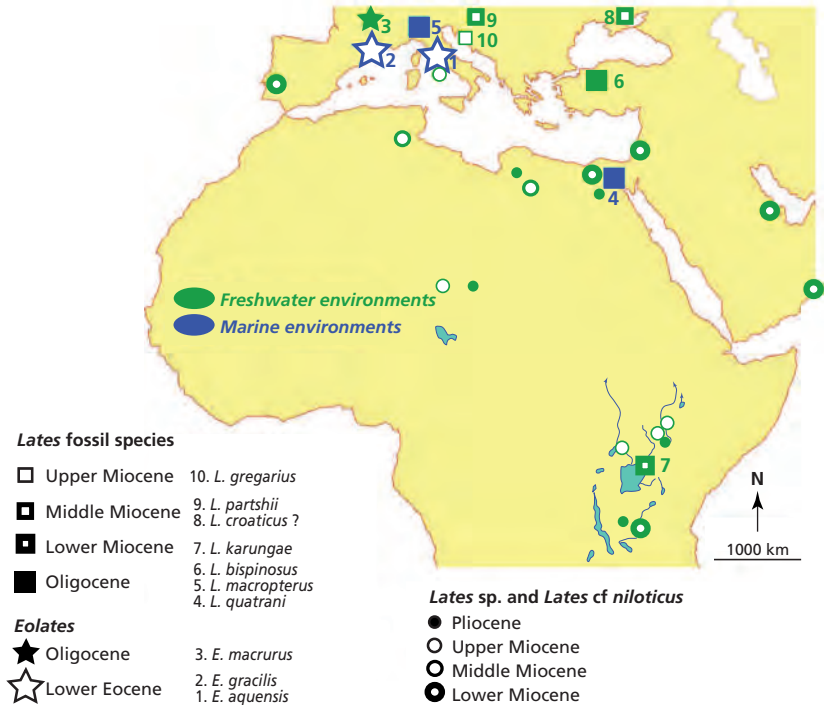 3
5
9
8
10
2
1
6
4
Freshwater environments
Marine environments
7
N
1000 km
Lates fossil species
Upper Miocene 10. L. gregarius
Middle Miocene 9. L. partshii
8. L. croaticus ?
Lower Miocene 7. L. karungae
Oligocene 6. L. bispinosus
5. L. macropterus
4. L. quatrani
Eolates
Oligocene 3. E. macrurus
Lower Eocene 2. E. gracilis
1. E. aquensis
Lates sp. and Lates cf niloticus
Pliocene
Upper Miocene
Middle Miocene
Lower Miocene